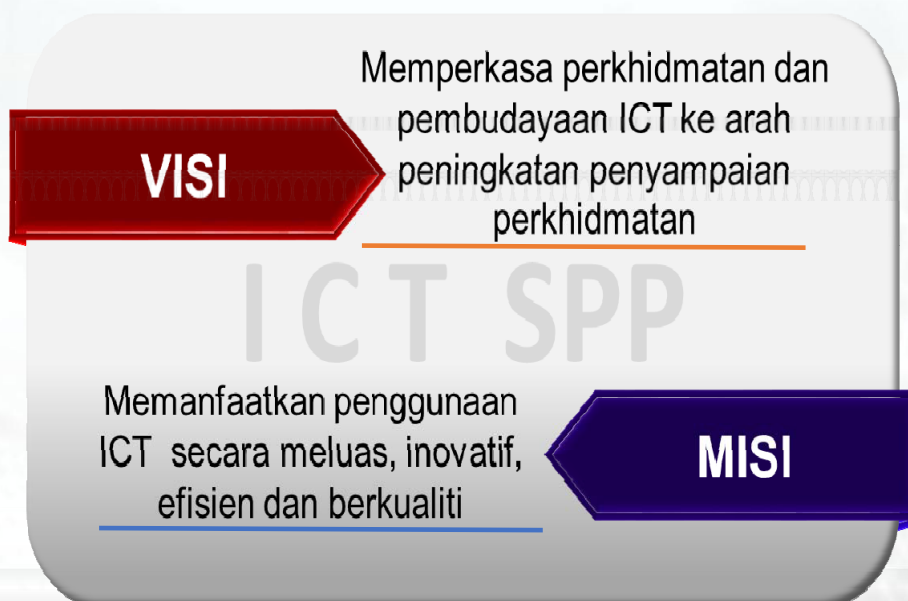 Memperkasa perkhidmatan dan
pembudayaan ICT ke arah
peningkatan penyampaian
perkhidmatan
VISI
ICT SPP
Memanfaatkan penggunaan
ICT secara meluas, inovatif,
efisien dan berkualiti
MISI